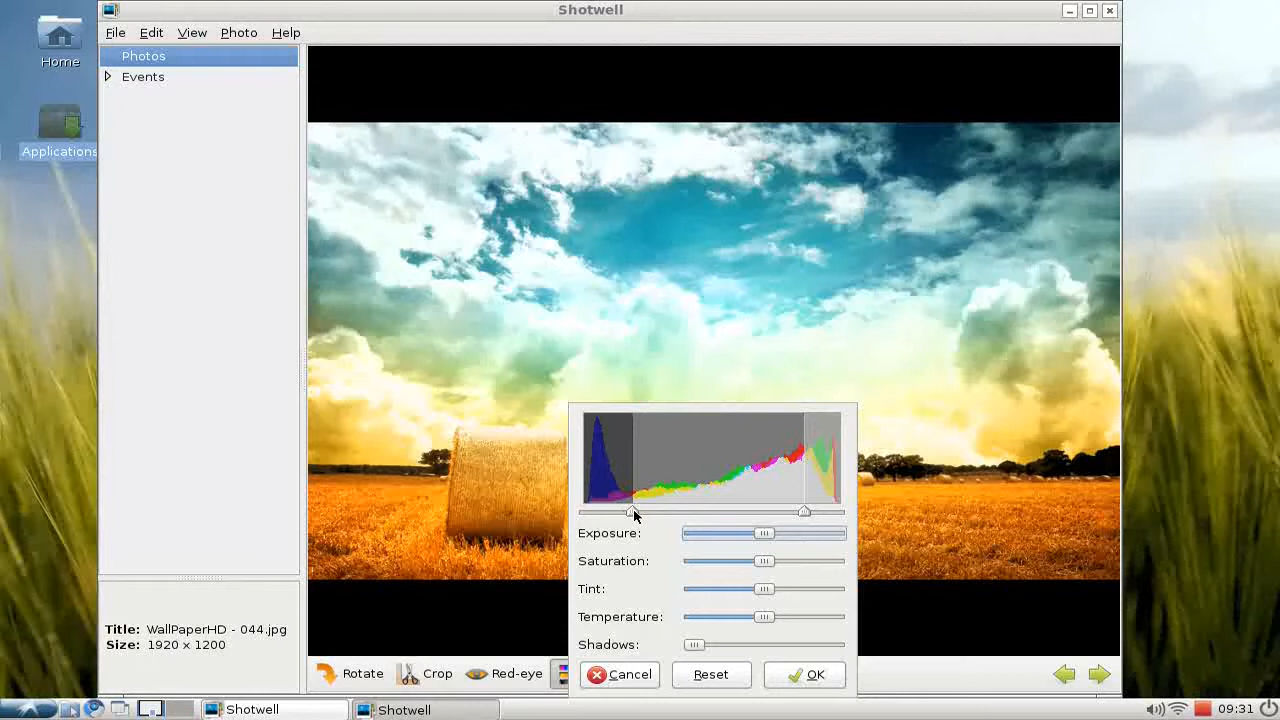 Shotwell
File Edit View Photo Help
Home
Applications
Photos
Events
Exposure:
Saturation:
Tint:
Temperature:
Shadows:
Title: WallPaperHD - 044.jpg
Size: 1920 × 1200
Rotate Crop Red-eye
Cancel Reset OK
Shotwell Shotwell 09:31